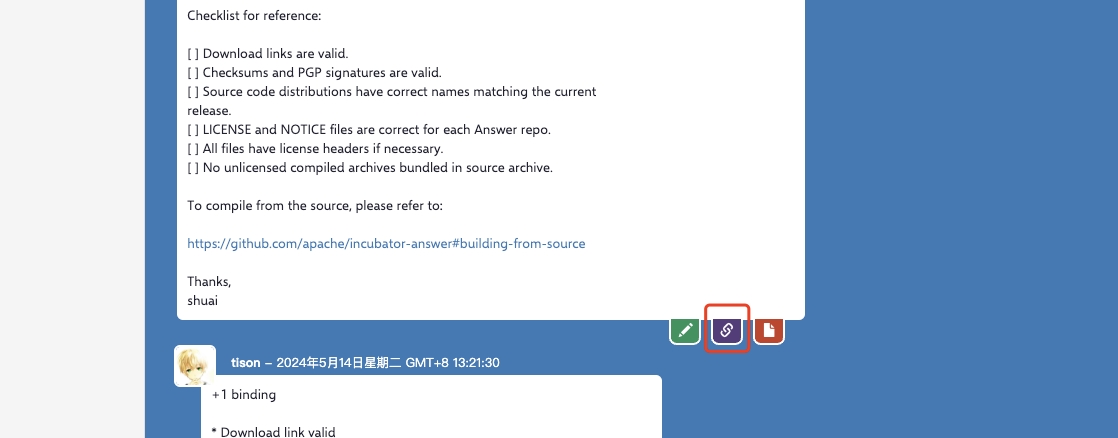 Checklist for reference:
[ ] Download links are valid.
[ ] Checksums and PGP signatures are valid.
[ ] Source code distributions have correct names matching the current
release.
[ ] LICENSE and NOTICE files are correct for each Answer repo.
[ ] All files have license headers if necessary.
[ ] No unlicensed compiled archives bundled in source archive.
To compile from the source, please refer to:
https://github.com/apache/incubator-answer#building-from-source
Thanks,
shuai
tison – 2024年5月14日星期二 GMT+8 13:21:30
+1 binding
* Download link valid